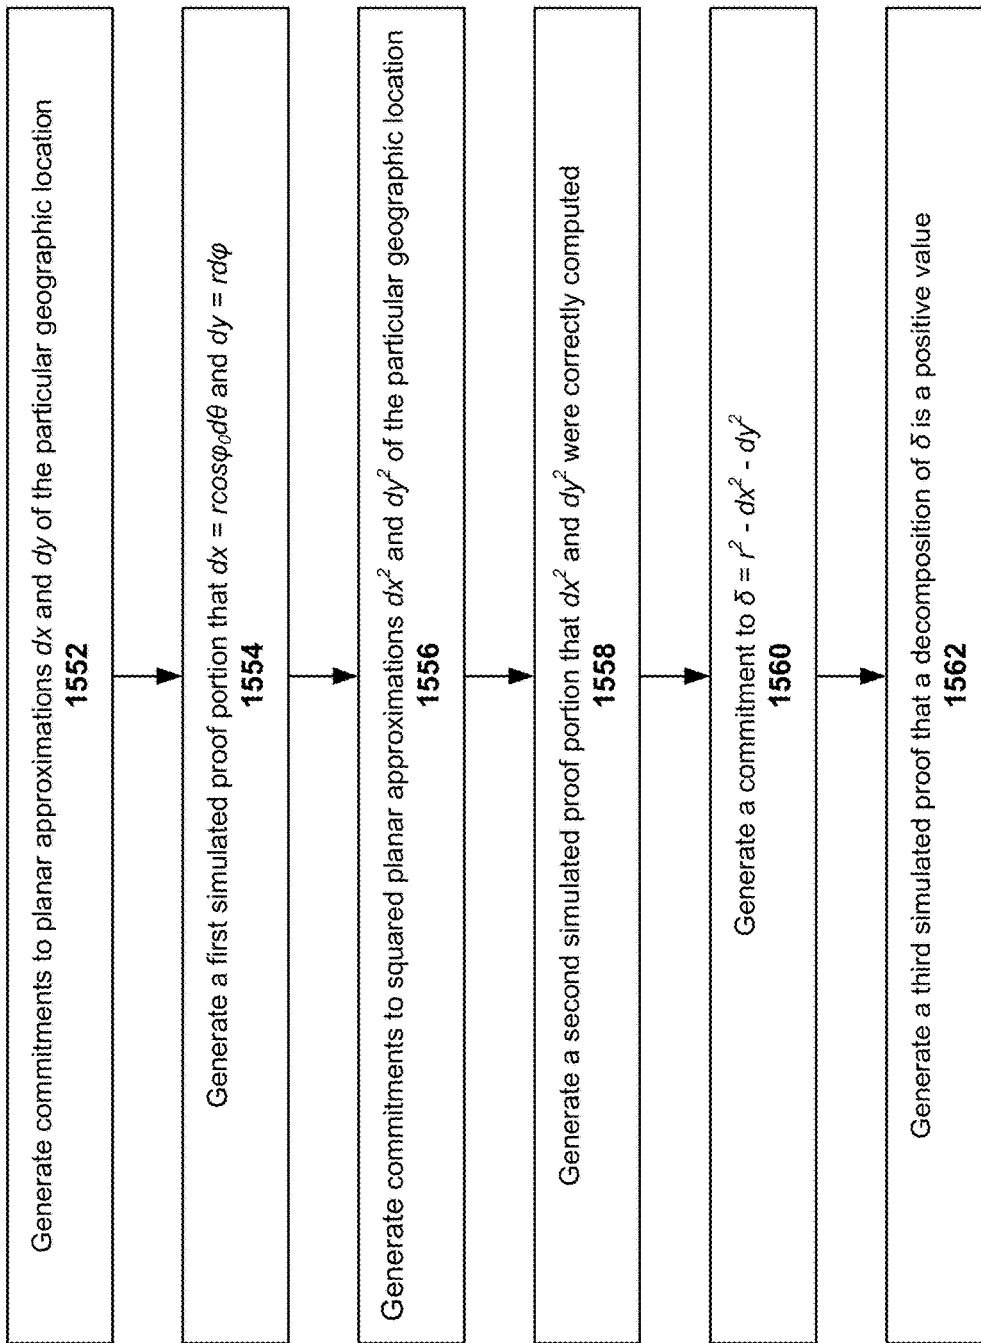 Generate commitments to planar approximations dx and dy of the particular geographic location
1552
Generate a first simulated proof portion that dx = rcosφ₀dθ and dy = rdφ
1554
Generate commitments to squared planar approximations dx² and dy² of the particular geographic location
1556
Generate a second simulated proof portion that dx² and dy² were correctly computed
1558
Generate a commitment to δ = r² - dx² - dy²
1560
Generate a third simulated proof that a decomposition of δ is a positive value
1562